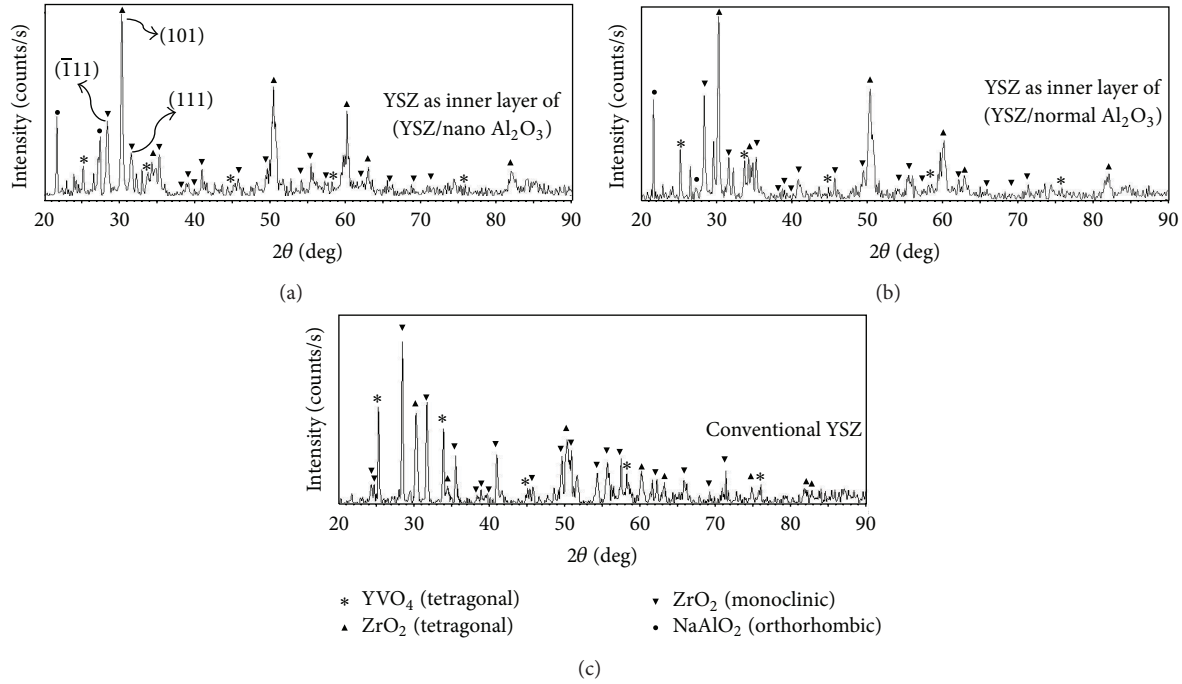 Intensity (counts/s)
(101)
(1̅11)
(111)
YSZ as inner layer of
(YSZ/nano Al₂O₃)
20 30 40 50 60 70 80 90
2θ (deg)
(a)
Intensity (counts/s)
YSZ as inner layer of
(YSZ/normal Al₂O₃)
20 30 40 50 60 70 80 90
2θ (deg)
(b)
Intensity (counts/s)
Conventional YSZ
20 30 40 50 60 70 80 90
2θ (deg)
* YVO₄ (tetragonal)
▲ ZrO₂ (tetragonal)
▼ ZrO₂ (monoclinic)
• NaAlO₂ (orthorhombic)
(c)